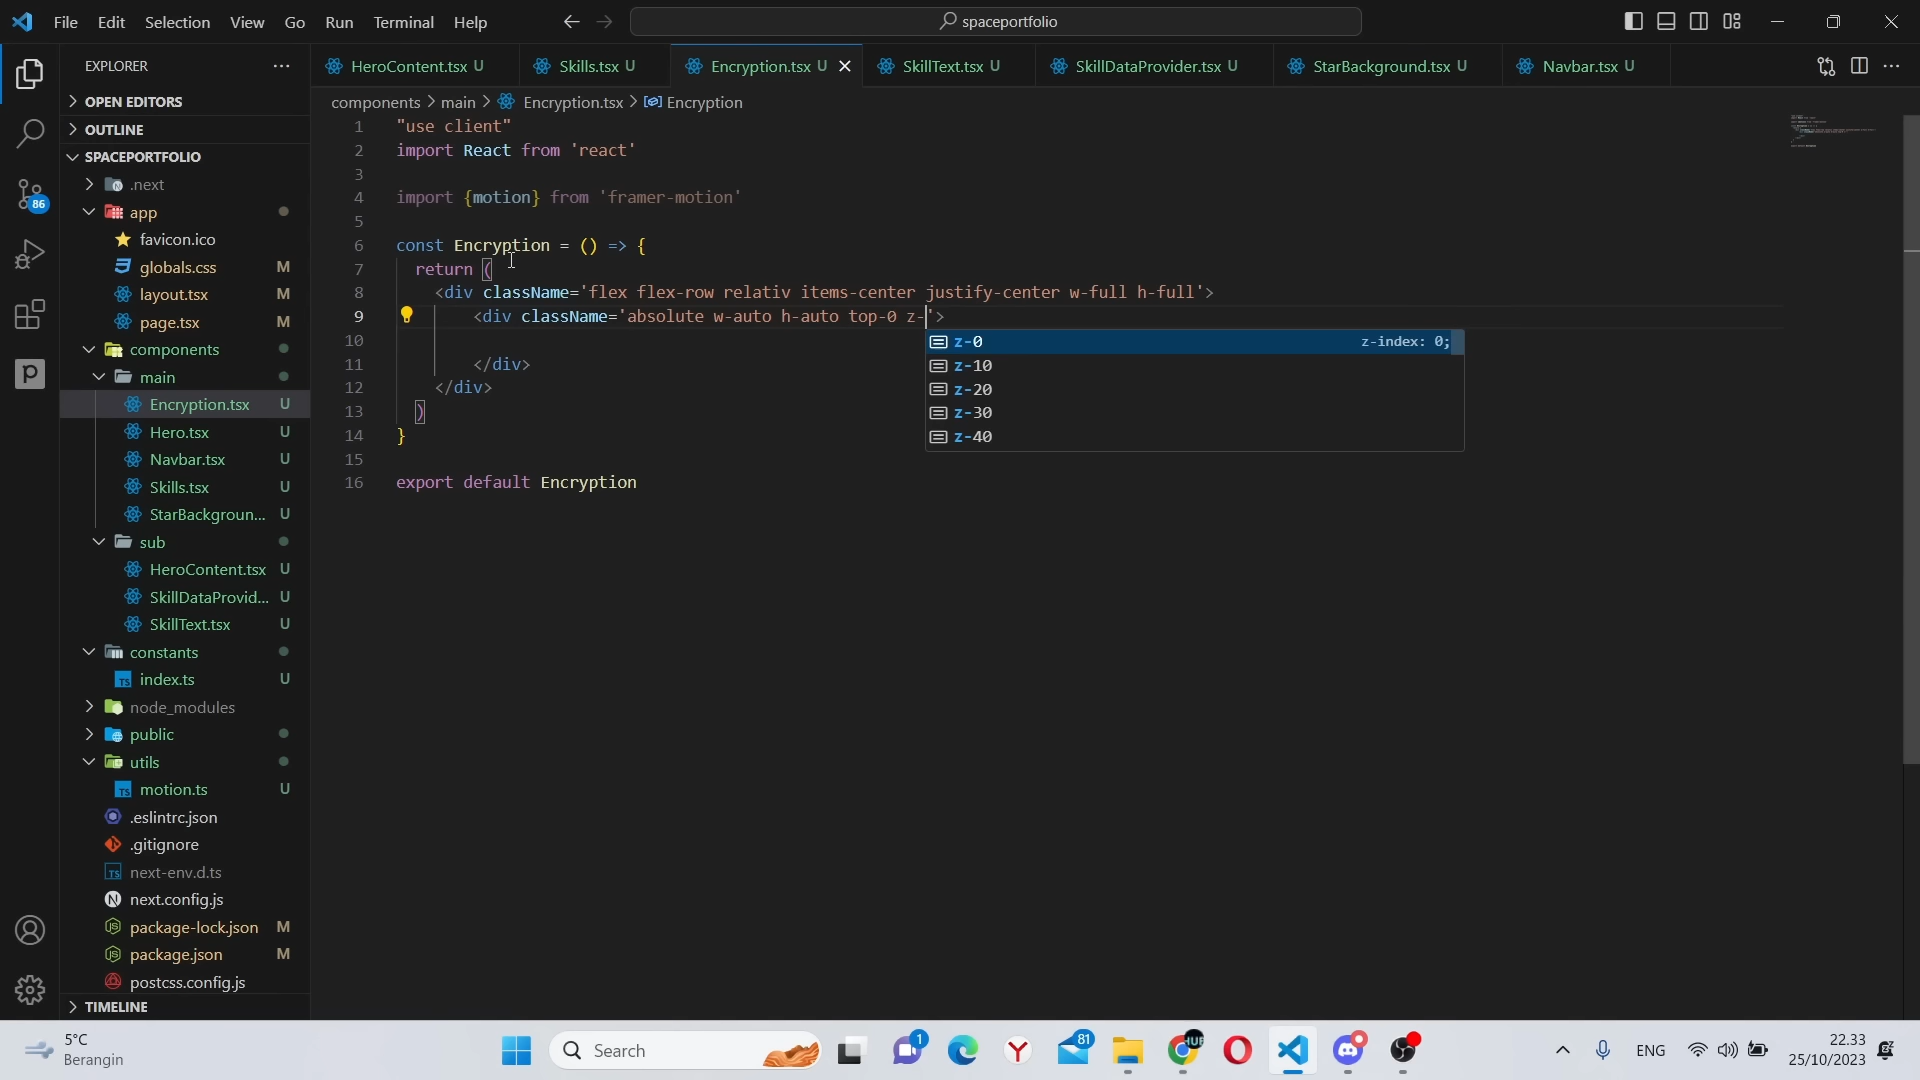 File Edit Selection View Go Run Terminal Help
spaceportfolio
EXPLORER
OPEN EDITORS
OUTLINE
SPACEPORTFOLIO
.next
app
favicon.ico
globals.css M
layout.tsx M
page.tsx M
components
main
Encryption.tsx U
Hero.tsx U
Navbar.tsx U
Skills.tsx U
StarBackgroun... U
sub
HeroContent.tsx U
SkillDataProvid... U
SkillText.tsx U
constants
index.ts U
node_modules
public
utils
motion.ts U
.eslintrc.json
.gitignore
next-env.d.ts
next.config.js
package-lock.json M
package.json M
postcss.config.js
TIMELINE
86
HeroContent.tsx U Skills.tsx U Encryption.tsx U SkillText.tsx U SkillDataProvider.tsx U StarBackground.tsx U Navbar.tsx U
components > main > Encryption.tsx > Encryption
1 "use client"
2 import React from 'react'
3
4 import {motion} from 'framer-motion'
5
6 const Encryption = () => {
7 return (
8 <div className='flex flex-row relativ items-center justify-center w-full h-full'>
9 <div className='absolute w-auto h-auto top-0 z-'>
10
11 </div>
12 </div>
13 )
14 }
15
16 export default Encryption
z-0 z-index: 0;
z-10
z-20
z-30
z-40
5°C
Berangin
Search
1
81
HUB
ENG
22.33
25/10/2023